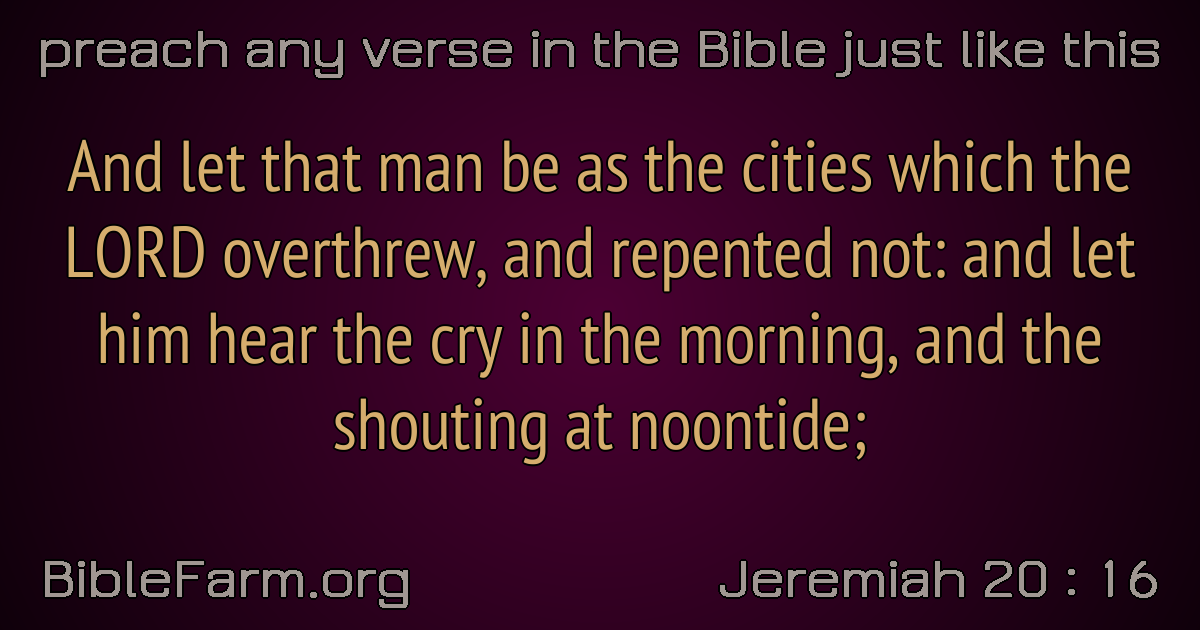 preach any verse in the Bible just like this
And let that man be as the cities which the
LORD overthrew, and repented not: and let
him hear the cry in the morning, and the
shouting at noontide;
BibleFarm.org
Jeremiah 20 : 16